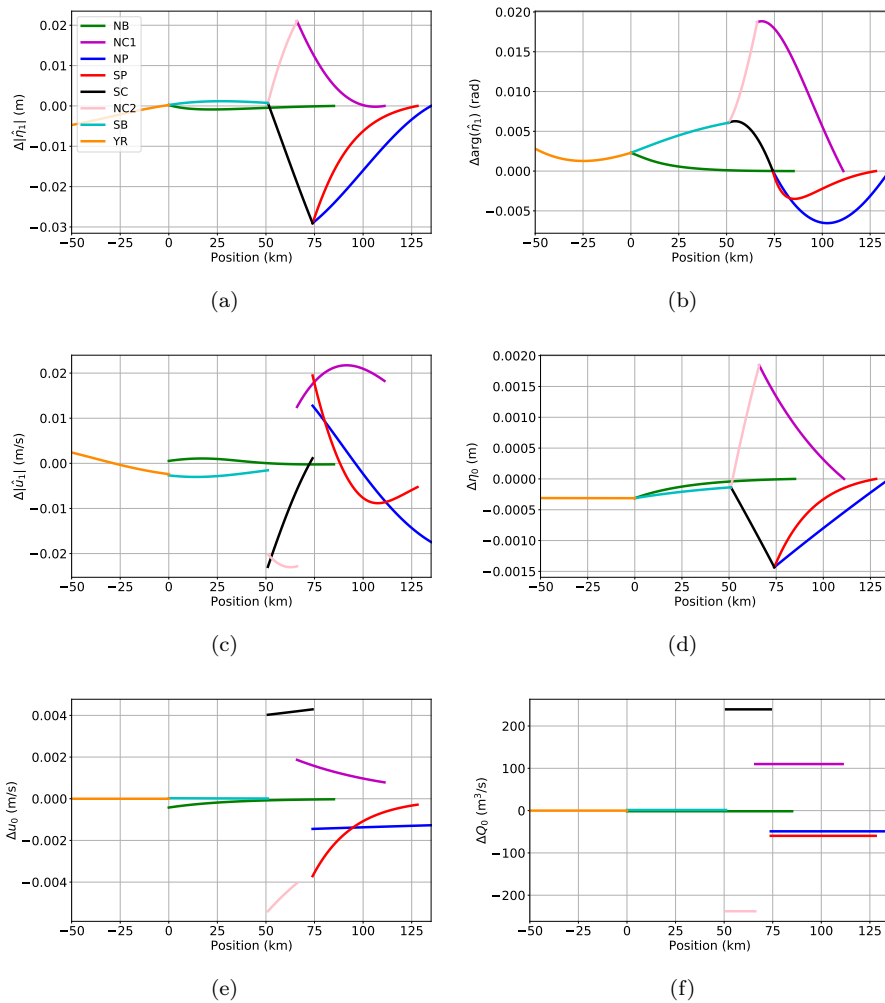 Δ|η̂₁| (m)
0.02
0.01
0.00
−0.01
−0.02
−0.03
NB
NC1
NP
SP
SC
NC2
SB
YR
−50 −25 0 25 50 75 100 125
Position (km)
(a)
Δarg(η̂₁) (rad)
0.020
0.015
0.010
0.005
0.000
−0.005
−50 −25 0 25 50 75 100 125
Position (km)
(b)
Δ|û₁| (m/s)
0.02
0.01
0.00
−0.01
−0.02
−50 −25 0 25 50 75 100 125
Position (km)
(c)
Δη₀ (m)
0.0020
0.0015
0.0010
0.0005
0.0000
−0.0005
−0.0010
−0.0015
−50 −25 0 25 50 75 100 125
Position (km)
(d)
Δu₀ (m/s)
0.004
0.002
0.000
−0.002
−0.004
−50 −25 0 25 50 75 100 125
Position (km)
(e)
ΔQ₀ (m³/s)
200
100
0
−100
−200
−50 −25 0 25 50 75 100 125
Position (km)
(f)